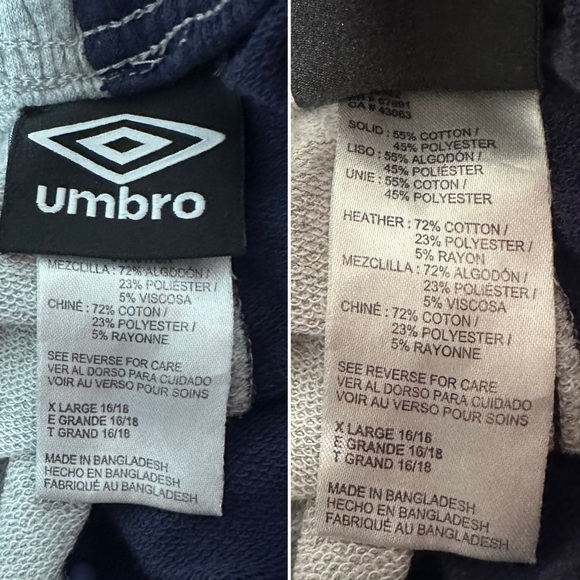 umbro
MEZCLILLA : 72% ALGODÓN /
23% POLIÉSTER /
5% VISCOSA
CHINÉ : 72% COTON /
23% POLYESTER /
5% RAYONNE
SEE REVERSE FOR CARE
VER AL DORSO PARA CUIDADO
VOIR AU VERSO POUR SOINS
X LARGE 16/18
E GRANDE 16/18
T GRAND 16/18
MADE IN BANGLADESH
HECHO EN BANGLADESH
FABRIQUÉ AU BANGLADESH
CA # 43063
SOLID : 55% COTTON /
45% POLYESTER
LISO : 55% ALGODÓN /
45% POLIÉSTER
UNIE : 55% COTON /
45% POLYESTER
HEATHER : 72% COTTON /
23% POLYESTER /
5% RAYON
MEZCLILLA : 72% ALGODÓN /
23% POLIÉSTER /
5% VISCOSA
CHINÉ : 72% COTON /
23% POLYESTER /
5% RAYONNE
SEE REVERSE FOR CARE
VER AL DORSO PARA CUIDADO
VOIR AU VERSO POUR SOINS
X LARGE 16/18
E GRANDE 16/18
T GRAND 16/18
MADE IN BANGLADESH
HECHO EN BANGLADESH
FABRIQUÉ AU BANGLADESH